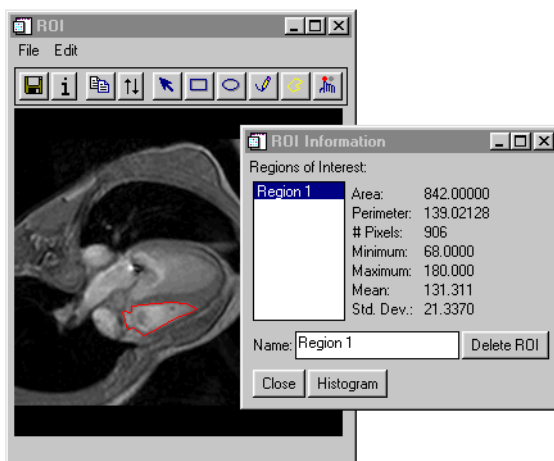 ROI
File Edit
ROI Information
Regions of Interest:
Region 1
Area: 842.00000
Perimeter: 139.02128
# Pixels: 906
Minimum: 68.0000
Maximum: 180.000
Mean: 131.311
Std. Dev.: 21.3370
Name: Region 1 Delete ROI
Close Histogram